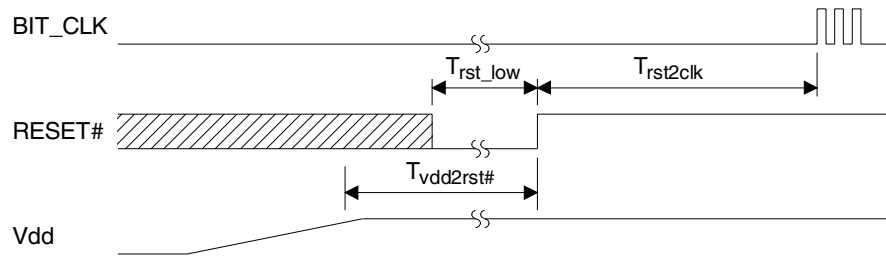 BIT_CLK
Trst_low
Trst2clk
RESET#
Tvdd2rst#
Vdd